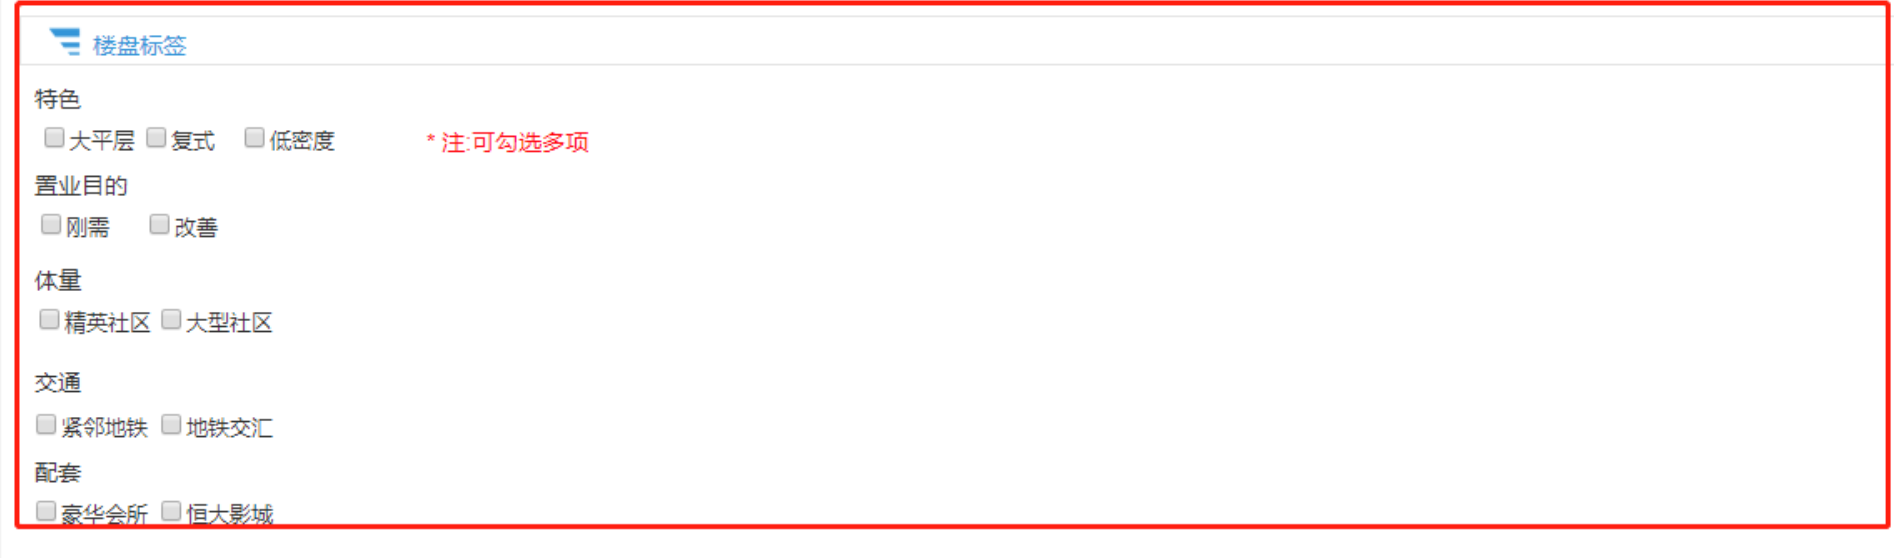 楼盘标签
特色
大平层 复式 低密度 * 注:可勾选多项
置业目的
刚需 改善
体量
精英社区 大型社区
交通
紧邻地铁 地铁交汇
配套
豪华会所 恒大影城